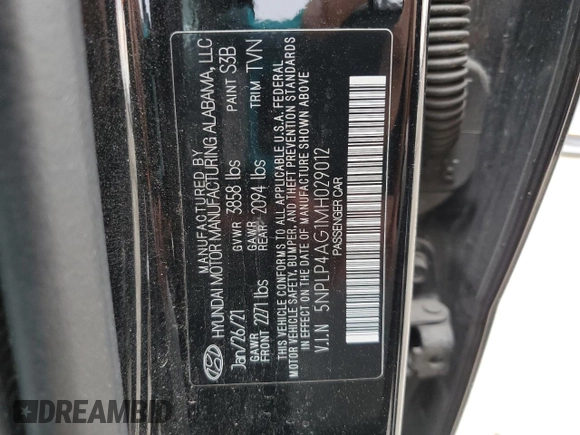 MANUFACTURED BY
HYUNDAI MOTOR MANUFACTURING ALABAMA, LLC
Jan/26/21 GVWR 3858 lbs PAINT S3B
GAWR FRONT 2271 lbs GAWR REAR 2094 lbs TRIM TVN
THIS VEHICLE CONFORMS TO ALL APPLICABLE U.S.A. FEDERAL
MOTOR VEHICLE SAFETY, BUMPER, AND THEFT PREVENTION STANDARDS
IN EFFECT ON THE DATE OF MANUFACTURE SHOWN ABOVE
V.I.N 5NPLP4AG1MH029012
PASSENGER CAR
DREAMBID